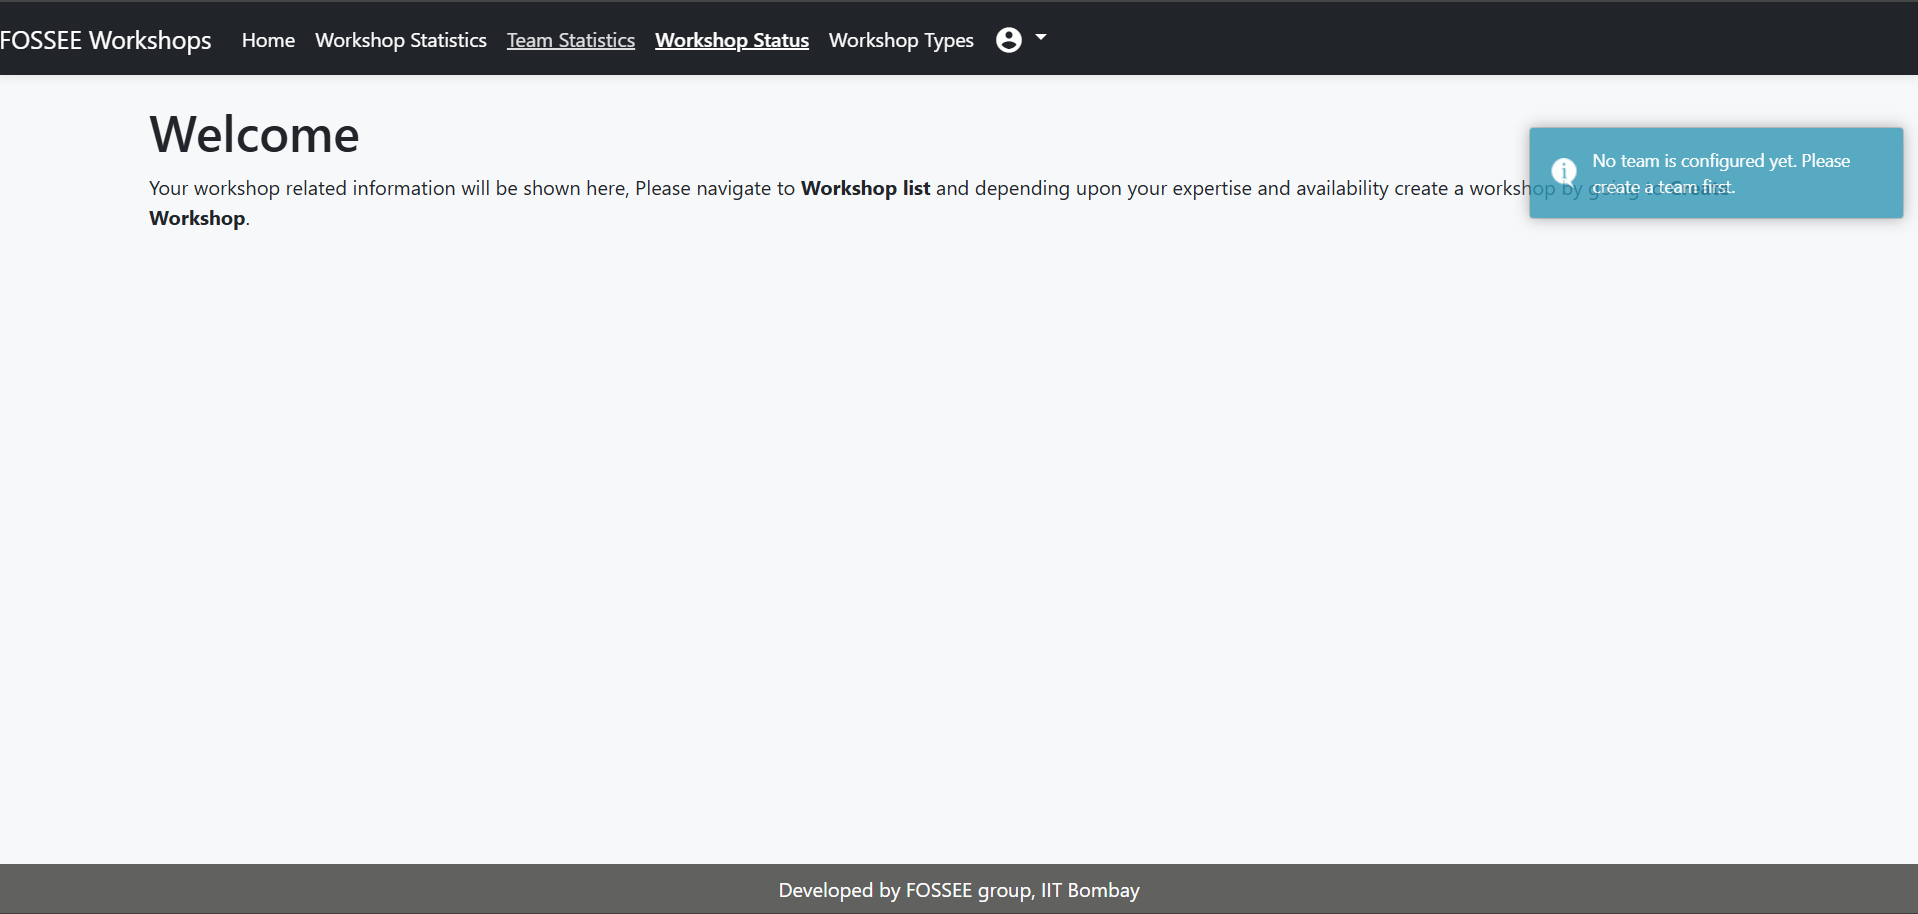 FOSSEE Workshops Home Workshop Statistics Team Statistics Workshop Status Workshop Types
Welcome
No team is configured yet. Please
create a team first.
Your workshop related information will be shown here, Please navigate to Workshop list and depending upon your expertise and availability create a workshop by
Workshop.
Developed by FOSSEE group, IIT Bombay